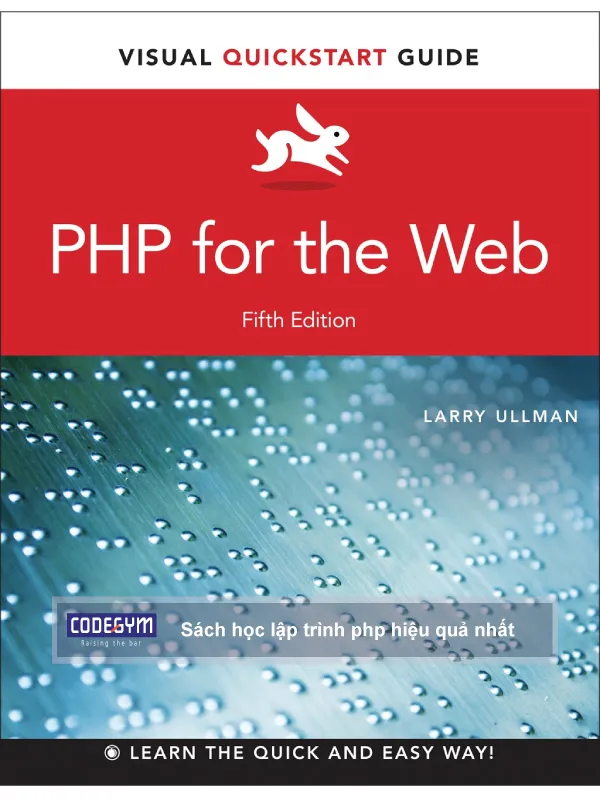 VISUAL QUICKSTART GUIDE
PHP for the Web
Fifth Edition
LARRY ULLMAN
CODEGYM
Raising the bar
Sách học lập trình php hiệu quả nhất
LEARN THE QUICK AND EASY WAY!